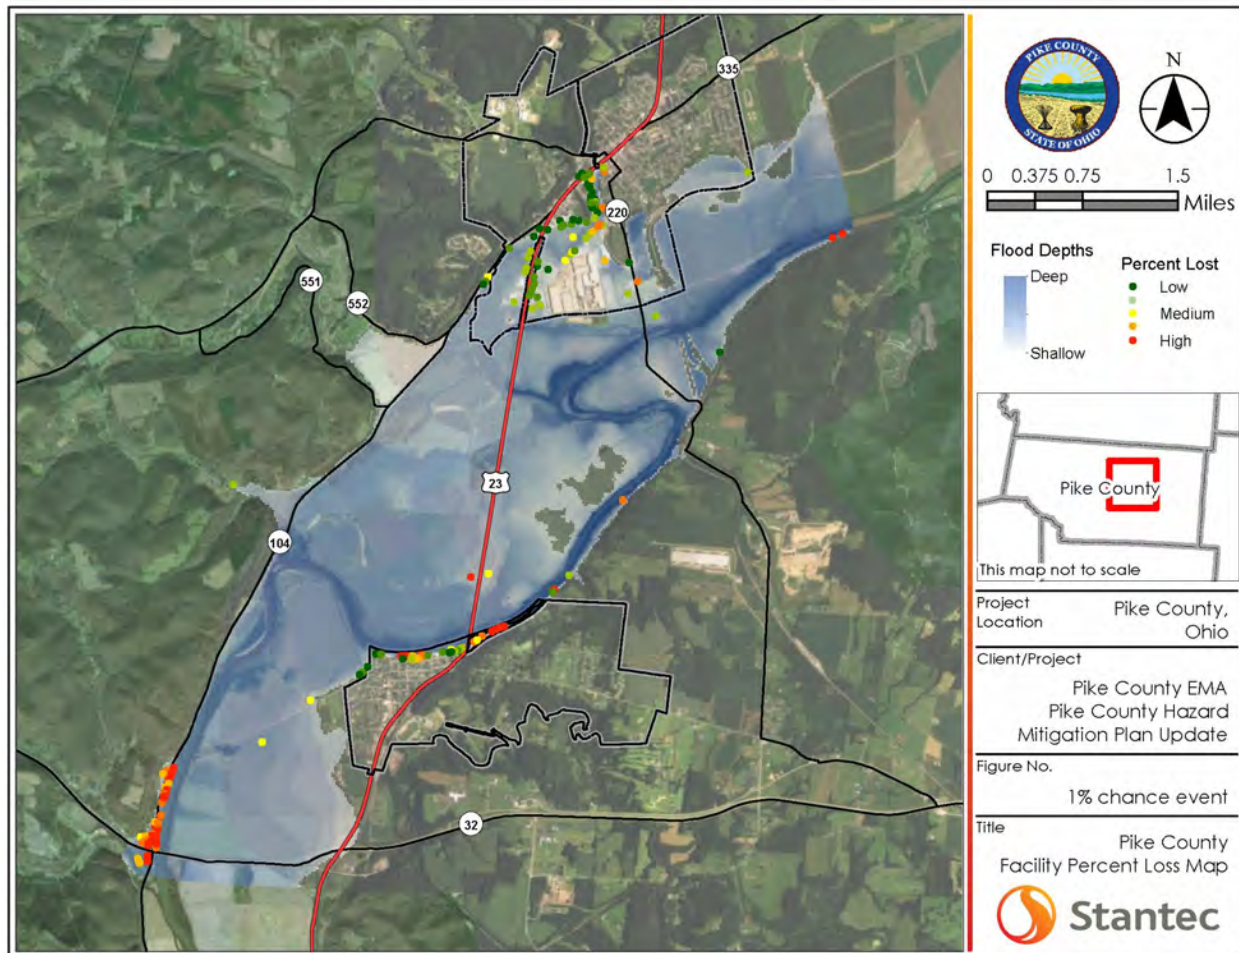 335
220
551
552
23
104
32
PIKE COUNTY
STATE OF OHIO
N
0 0.375 0.75 1.5
Miles
Flood Depths
Deep
Shallow
Percent Lost
Low
Medium
High
Pike County
This map not to scale
Project
Location
Pike County,
Ohio
Client/Project
Pike County EMA
Pike County Hazard
Mitigation Plan Update
Figure No.
1% chance event
Title
Pike County
Facility Percent Loss Map
Stantec